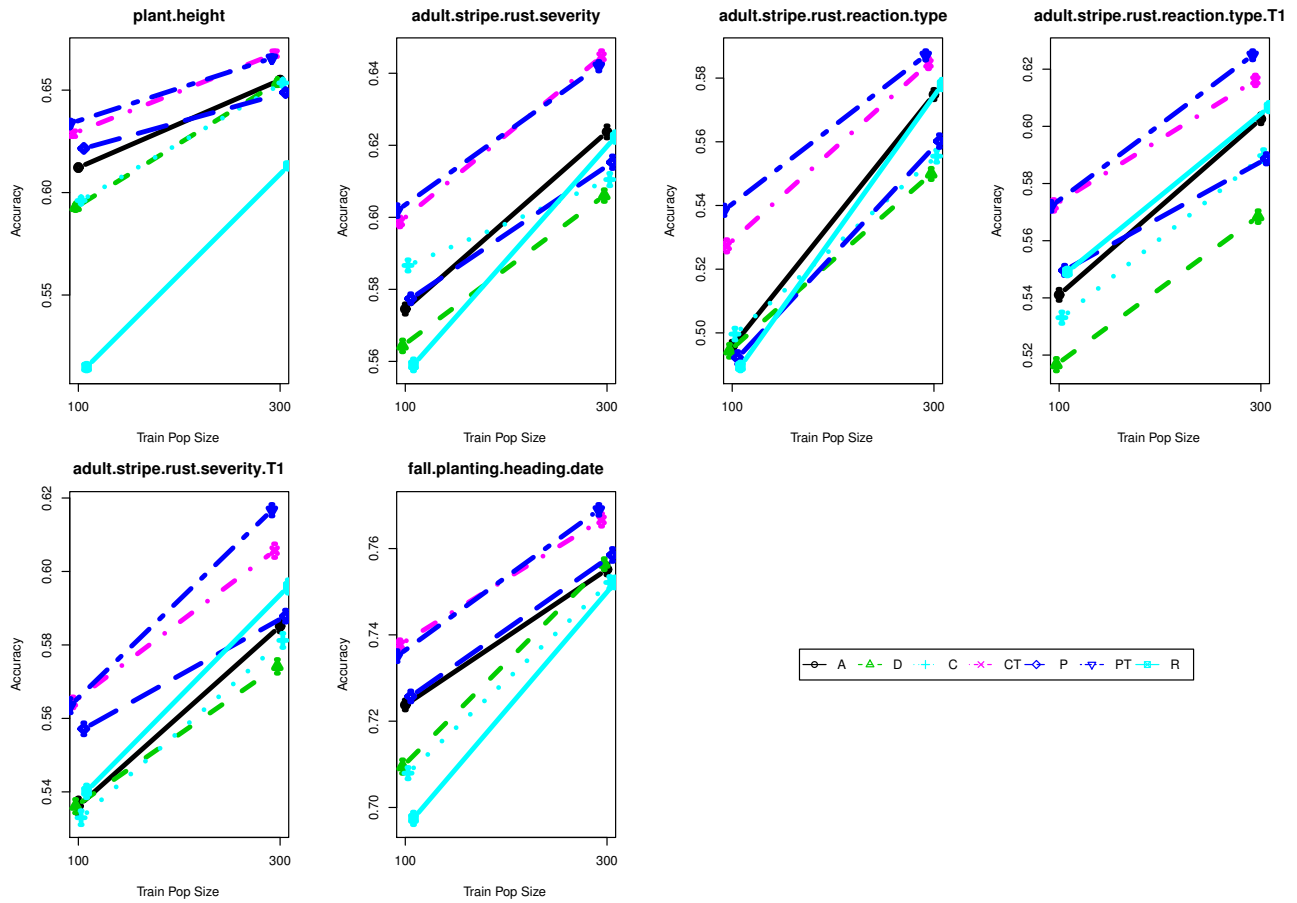 plant.height
Accuracy
0.55 0.60 0.65
100 300
Train Pop Size
adult.stripe.rust.severity
Accuracy
0.56 0.58 0.60 0.62 0.64
100 300
Train Pop Size
adult.stripe.rust.reaction.type
Accuracy
0.50 0.52 0.54 0.56 0.58
100 300
Train Pop Size
adult.stripe.rust.reaction.type.T1
Accuracy
0.52 0.54 0.56 0.58 0.60 0.62
100 300
Train Pop Size
adult.stripe.rust.severity.T1
Accuracy
0.54 0.56 0.58 0.60 0.62
100 300
Train Pop Size
fall.planting.heading.date
Accuracy
0.70 0.72 0.74 0.76
100 300
Train Pop Size
A D C CT P PT R